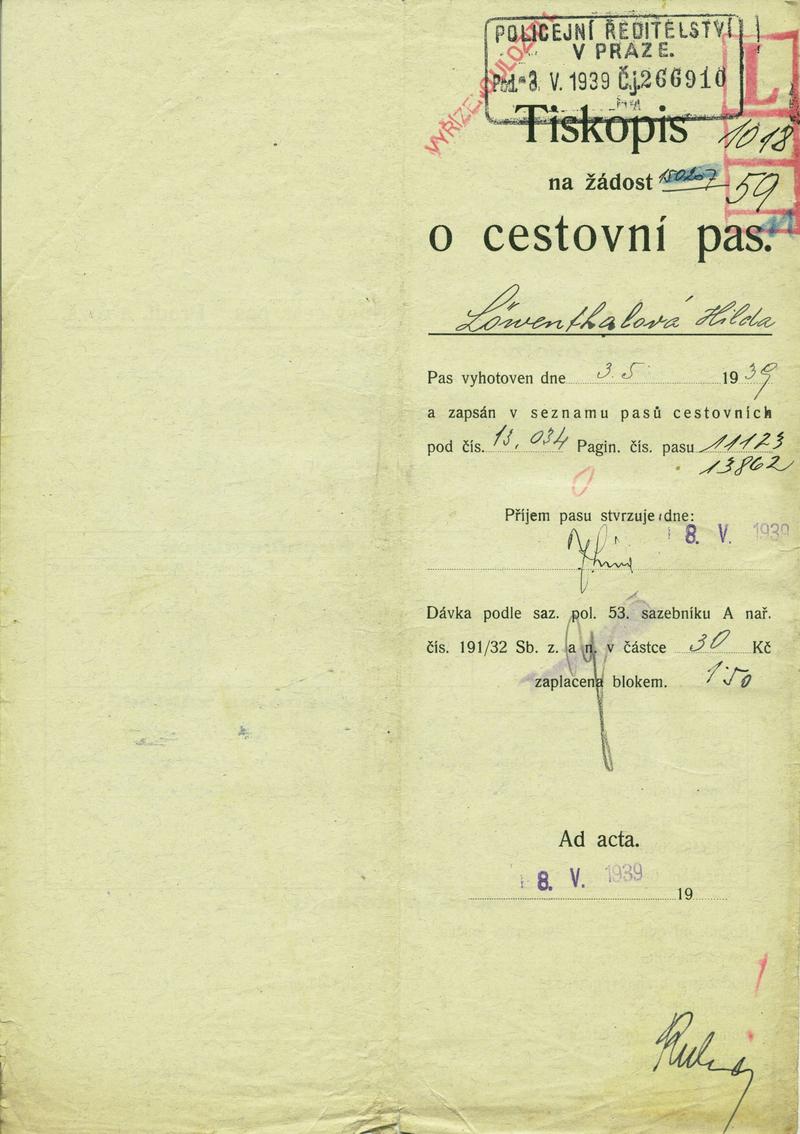 POLICEJNÍ ŘEDITELSTVÍ
V PRAZE.
Pod. -3. V. 1939 Čj. 266910
L
Tiskopis
1018
na žádost
59
o cestovní pas.
Löwenthalová Hilda
Pas vyhotoven dne 3. 5. 1939
a zapsán v seznamu pasů cestovních
pod čís. 13,034 Pagin. čís. pasu 11123
13862
Příjem pasu stvrzuje dne:
8. V. 1939
Dávka podle saz. pol. 53. sazebníku A nař.
čís. 191/32 Sb. z. a n. v částce 30 Kč
zaplacena blokem. 1·50
Ad acta.
8. V. 1939
19